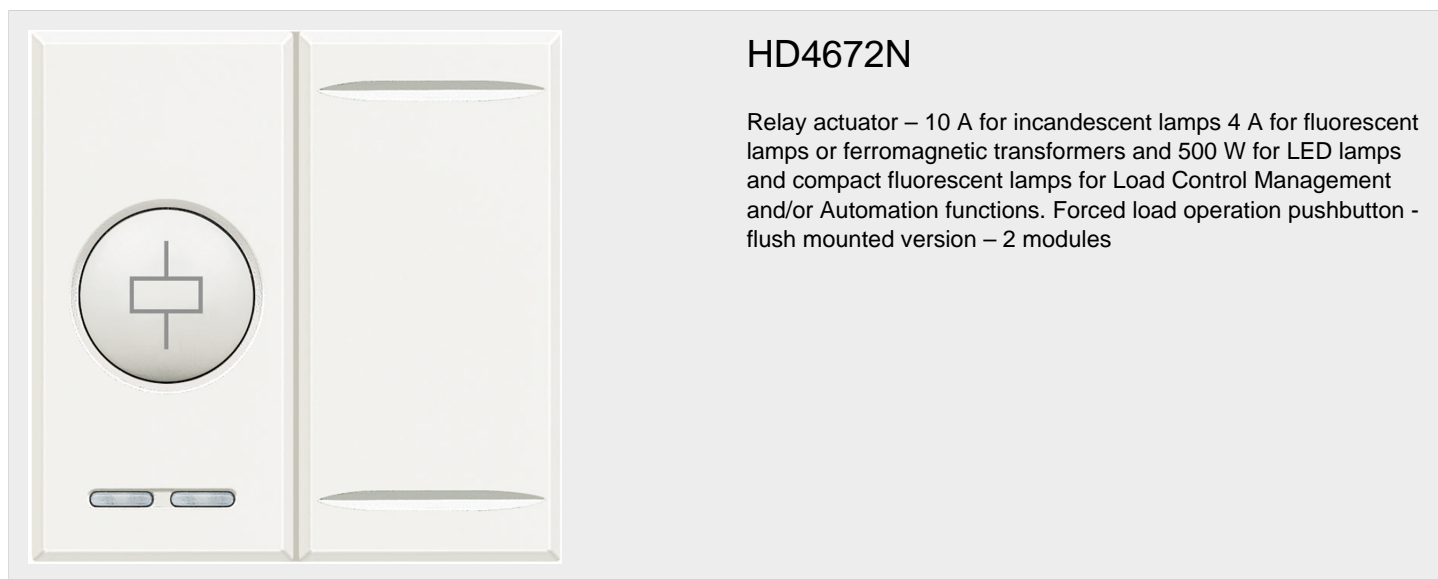 HD4672N
Relay actuator – 10 A for incandescent lamps 4 A for fluorescent
lamps or ferromagnetic transformers and 500 W for LED lamps
and compact fluorescent lamps for Load Control Management
and/or Automation functions. Forced load operation pushbutton -
flush mounted version – 2 modules